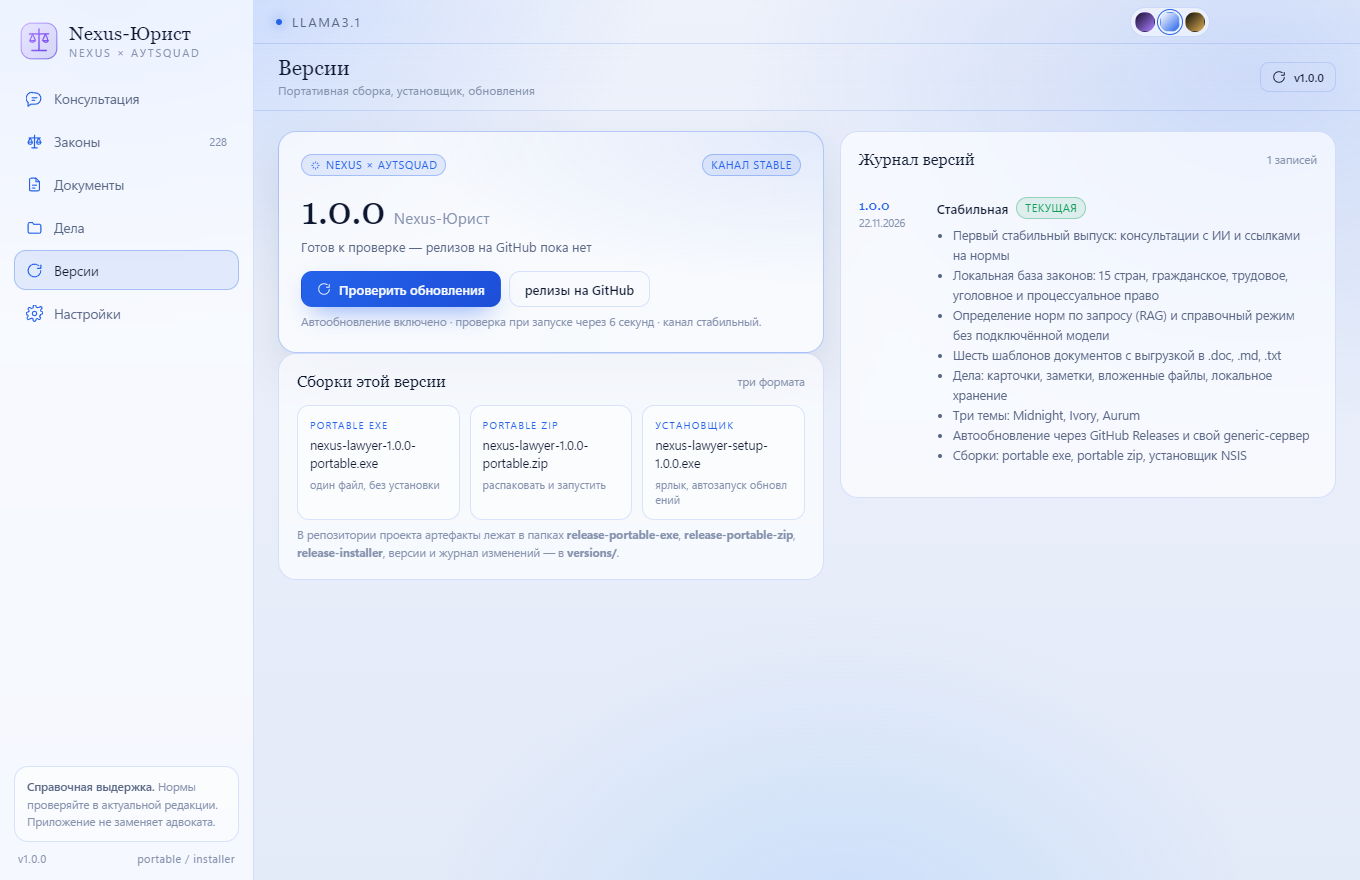 Nexus-Юрист
NEXUS × АУТSQUAD
Консультация
Законы 228
Документы
Дела
Версии
Настройки
Справочная выдержка. Нормы
проверяйте в актуальной редакции.
Приложение не заменяет адвоката.
v1.0.0 portable / installer
LLAMA3.1
Версии
Портативная сборка, установщик, обновления
v1.0.0
NEXUS × АУТSQUAD
КАНАЛ STABLE
1.0.0 Nexus-Юрист
Готов к проверке — релизов на GitHub пока нет
Проверить обновления
релизы на GitHub
Автообновление включено · проверка при запуске через 6 секунд · канал стабильный.
Сборки этой версии
три формата
PORTABLE EXE
nexus-lawyer-1.0.0-
portable.exe
один файл, без установки
PORTABLE ZIP
nexus-lawyer-1.0.0-
portable.zip
распаковать и запустить
УСТАНОВЩИК
nexus-lawyer-setup-
1.0.0.exe
ярлык, автозапуск обновл
ений
В репозитории проекта артефакты лежат в папках release-portable-exe, release-portable-zip,
release-installer, версии и журнал изменений — в versions/.
Журнал версий
1 записей
1.0.0
22.11.2026
Стабильная ТЕКУЩАЯ
• Первый стабильный выпуск: консультации с ИИ и ссылками
на нормы
• Локальная база законов: 15 стран, гражданское, трудовое,
уголовное и процессуальное право
• Определение норм по запросу (RAG) и справочный режим
без подключённой модели
• Шесть шаблонов документов с выгрузкой в .doc, .md, .txt
• Дела: карточки, заметки, вложенные файлы, локальное
хранение
• Три темы: Midnight, Ivory, Aurum
• Автообновление через GitHub Releases и свой generic-сервер
• Сборки: portable exe, portable zip, установщик NSIS